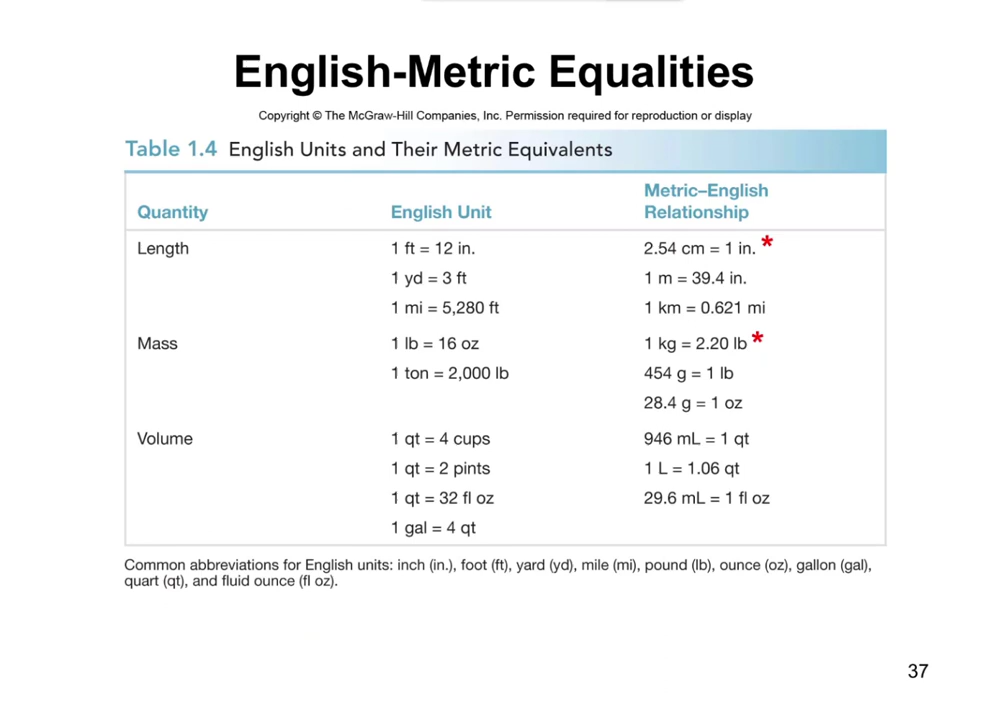 English-Metric Equalities
Copyright © The McGraw-Hill Companies, Inc. Permission required for reproduction or display
Table 1.4 English Units and Their Metric Equivalents
Quantity English Unit Metric–English Relationship
Length 1 ft = 12 in. 2.54 cm = 1 in. *
1 yd = 3 ft 1 m = 39.4 in.
1 mi = 5,280 ft 1 km = 0.621 mi
Mass 1 lb = 16 oz 1 kg = 2.20 lb *
1 ton = 2,000 lb 454 g = 1 lb
28.4 g = 1 oz
Volume 1 qt = 4 cups 946 mL = 1 qt
1 qt = 2 pints 1 L = 1.06 qt
1 qt = 32 fl oz 29.6 mL = 1 fl oz
1 gal = 4 qt
Common abbreviations for English units: inch (in.), foot (ft), yard (yd), mile (mi), pound (lb), ounce (oz), gallon (gal),
quart (qt), and fluid ounce (fl oz).
37